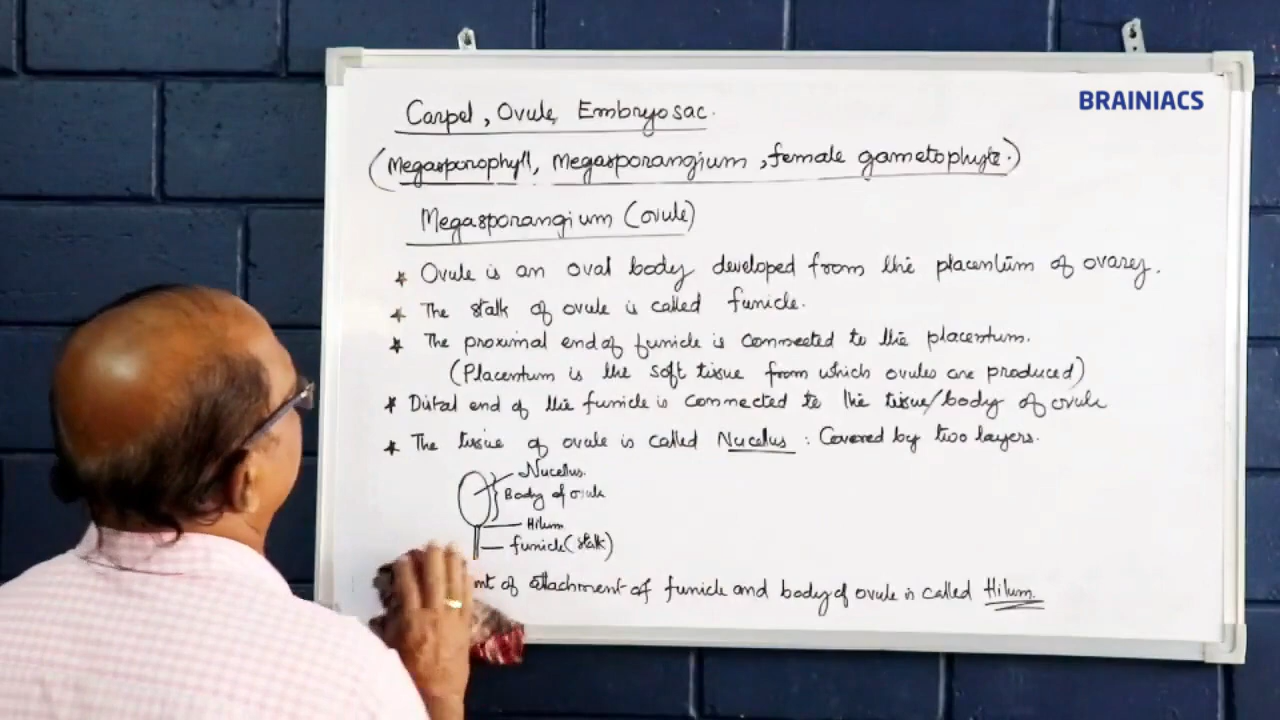 BRAINIACS
Carpel, Ovule, Embryosac.
(Megasporophyll, Megasporangium, female gametophyte.)
Megasporangium (ovule)
* Ovule is an oval body developed from the placentum of ovarey.
* The stalk of ovule is called funicle.
* The proximal end of funicle is connected to the placentum.
(Placentum is the soft tissue from which ovules are produced)
* Distal end of the funicle is connected to the tissue/body of ovule
* The tissue of ovule is called Nucelus : Covered by two layers.
Nucellus.
Body of ovule
Hilum
funicle (stalk)
of attachment of funicle and body of ovule is called Hilum.